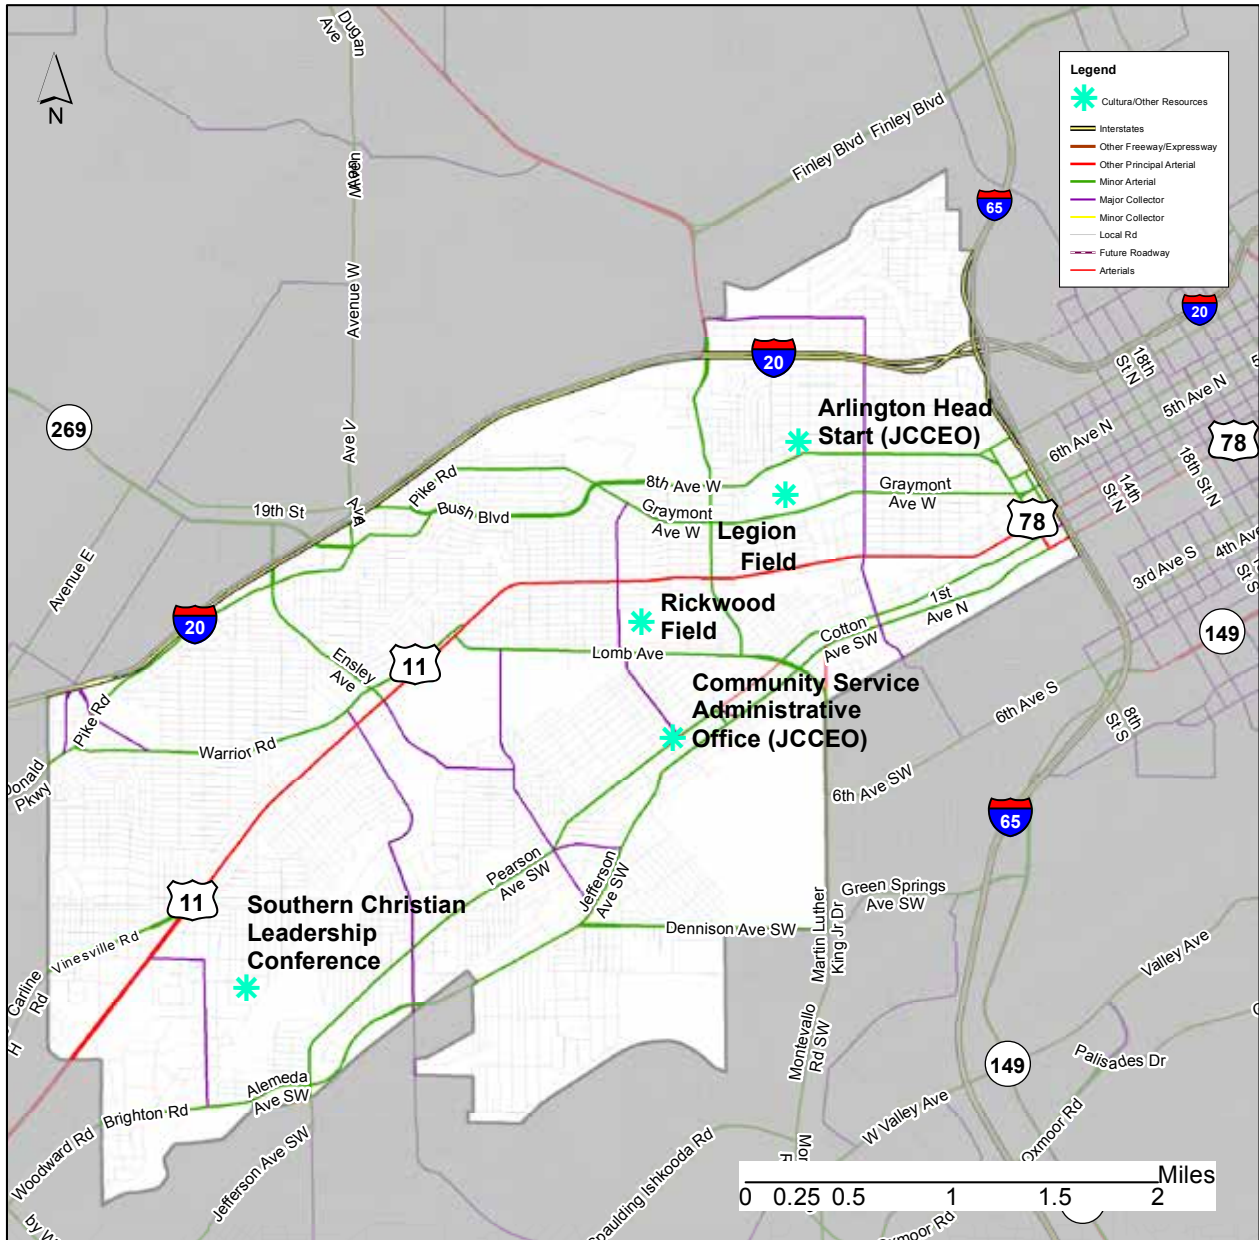 Dugan
Ave
N
Legend
Cultura/Other Resources
Interstates
Other Freeway/Expressway
Other Principal Arterial
Minor Arterial
Major Collector
Minor Collector
Local Rd
Future Roadway
Arterials
Finley Blvd
Finley Blvd
65
20
Avenue W
20
18th
St N
5th Ave N
78
269
Arlington Head
Start (JCCEO)
6th Ave N
18th St N
14th
St N
Ave V
Pike Rd
8th Ave W
Graymont
Ave W
Graymont
Ave W
19th St
Bush Blvd
78
Legion
Field
4th Ave
3rd Ave S
Avenue E
20
Rickwood
Field
1st
Ave N
Cotton
Ave SW
149
11
Lomb Ave
Ensley
Ave
Community Service
Administrative
Office (JCCEO)
6th Ave S
8th
St S
Pike Rd
Warrior Rd
Donald
Pkwy
6th Ave SW
65
Pearson
Ave SW
Jefferson
Ave SW
Green Springs
Ave SW
11
Southern Christian
Leadership
Conference
Dennison Ave SW
Martin Luther
King Jr Dr
Vinesville Rd
Valley Ave
Carline
Rd
H
Montevallo
Rd SW
149
Palisades Dr
Alemeda
Ave SW
Brighton Rd
W Valley Ave
Oxmoor Rd
Woodward Rd
Jefferson Ave SW
Spaulding Ishkooda Rd
Miles
0 0.25 0.5 1 1.5 2
Oxmoor Rd